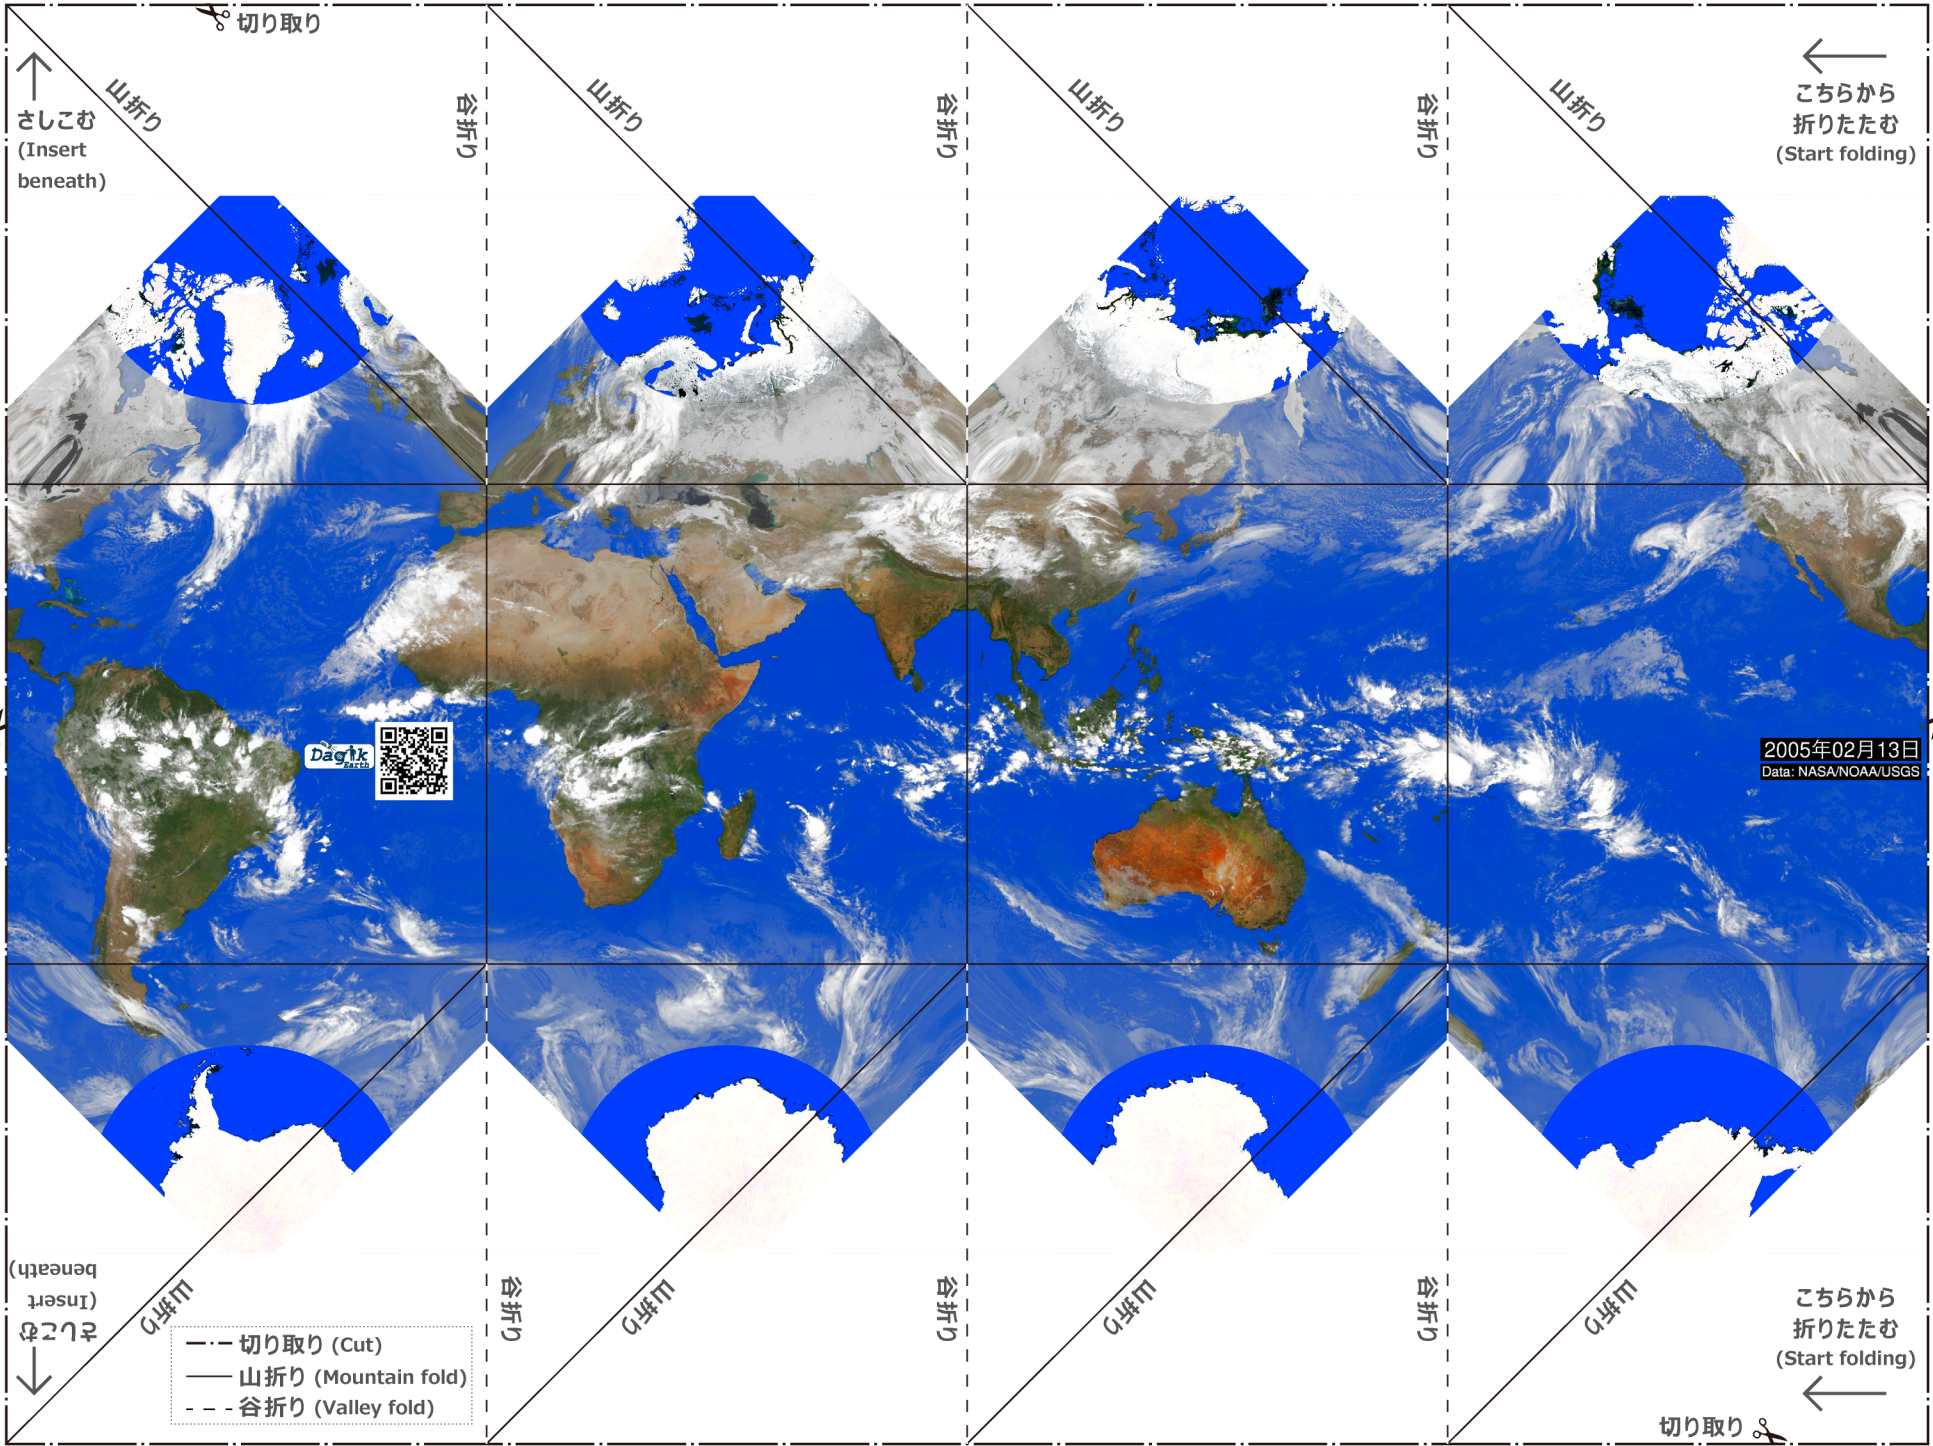 切り取り
山折り
谷折り
山折り
谷折り
山折り
谷折り
山折り
さしこむ
(Insert
beneath)
こちらから
折りたたむ
(Start folding)
Dagik
Earth
2005年02月13日
Data: NASA/NOAA/USGS
さしこむ
(Insert
beneath)
山折り
谷折り
山折り
谷折り
山折り
谷折り
山折り
こちらから
折りたたむ
(Start folding)
切り取り (Cut)
山折り (Mountain fold)
谷折り (Valley fold)
切り取り